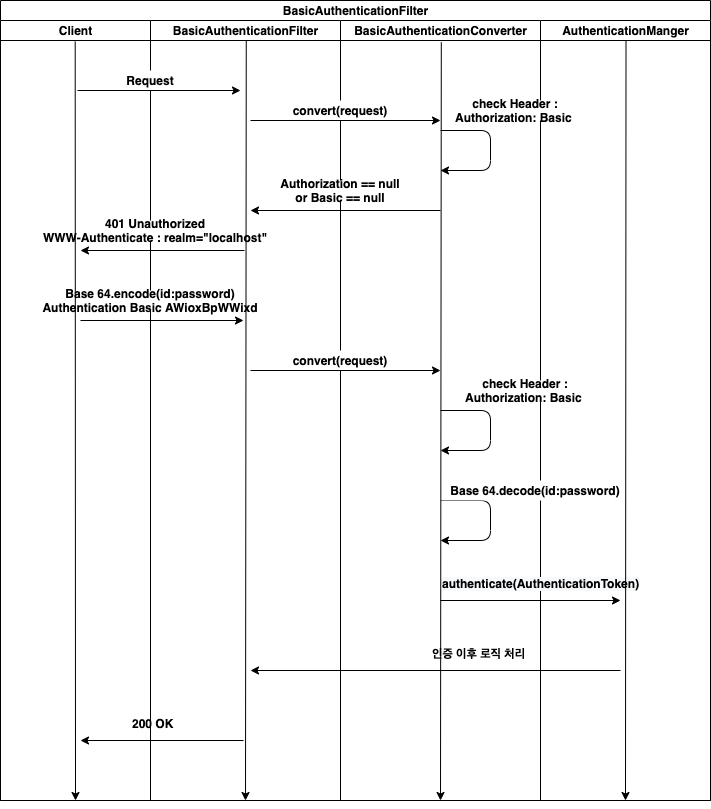 BasicAuthenticationFilter
Client
BasicAuthenticationFilter
BasicAuthenticationConverter
AuthenticationManger
Request
convert(request)
check Header :
Authorization: Basic
Authorization == null
or Basic == null
401 Unauthorized
WWW-Authenticate : realm="localhost"
Base 64.encode(id:password)
Authentication Basic AWioxBpWWixd
convert(request)
check Header :
Authorization: Basic
Base 64.decode(id:password)
authenticate(AuthenticationToken)
인증 이후 로직 처리
200 OK